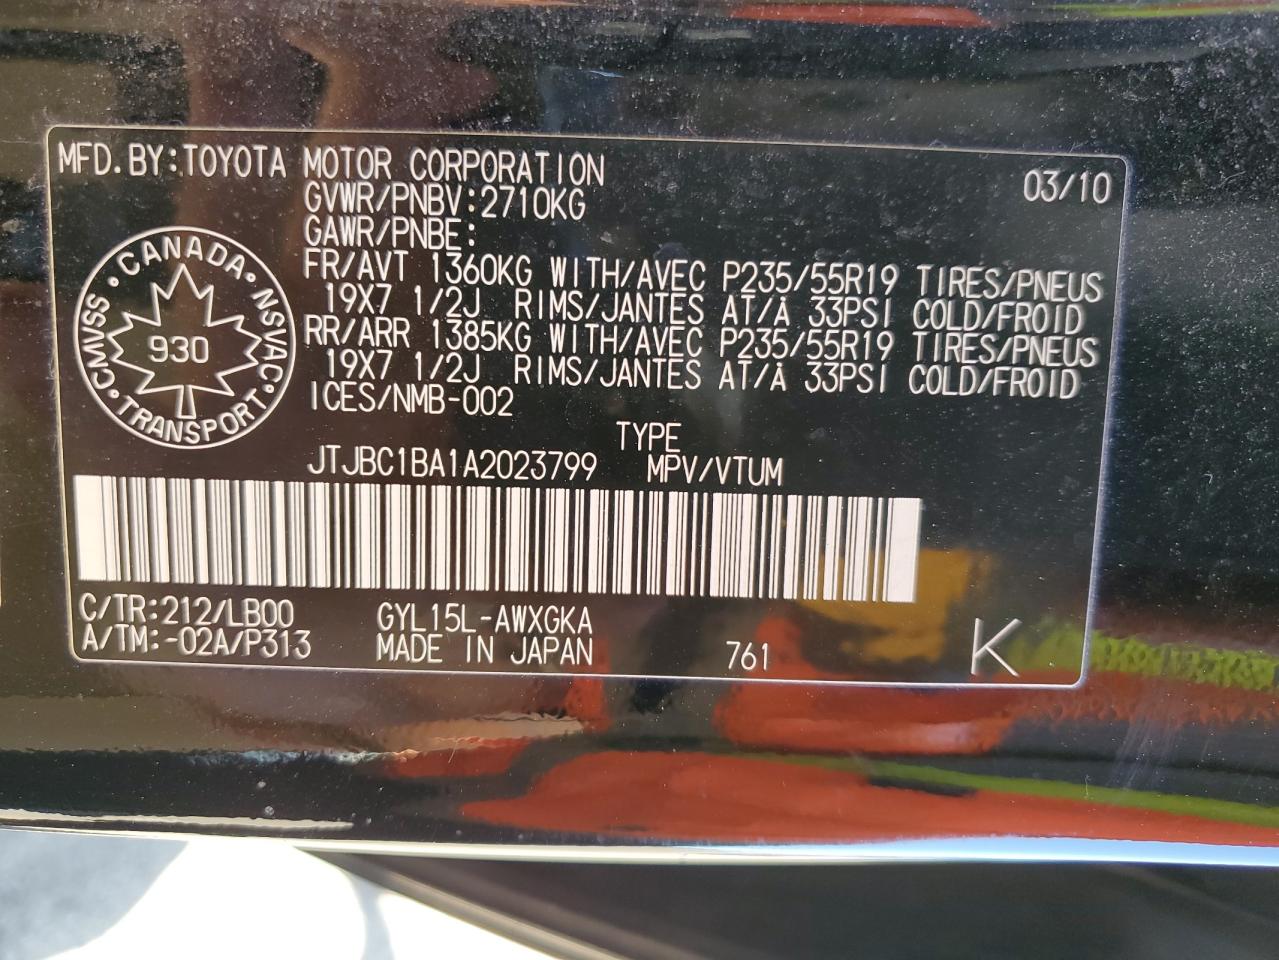 MFD.BY:TOYOTA MOTOR CORPORATION 03/10
GVWR/PNBV:2710KG
GAWR/PNBE:
FR/AVT 1360KG WITH/AVEC P235/55R19 TIRES/PNEUS
19X7 1/2J RIMS/JANTES AT/À 33PSI COLD/FROID
RR/ARR 1385KG WITH/AVEC P235/55R19 TIRES/PNEUS
19X7 1/2J RIMS/JANTES AT/À 33PSI COLD/FROID
ICES/NMB-002
CANADA · NSVAC · TRANSPORT · CMVSS ·
930
TYPE
JTJBC1BA1A2023799 MPV/VTUM
C/TR:212/LB00 GYL15L-AWXGKA
A/TM:-02A/P313 MADE IN JAPAN 761 K